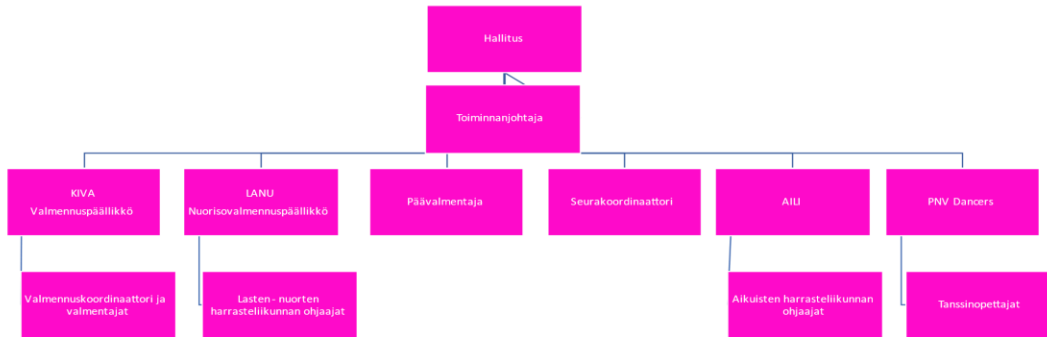 Hallitus
Toiminnanjohtaja
KIVA
Valmennuspäällikkö
LANU
Nuorisovalmennuspäällikkö
Päävalmentaja
Seurakoordinaattori
AILI
PNV Dancers
Valmennuskoordinaattori ja
valmentajat
Lasten- nuorten
harrasteliikunnan ohjaajat
Aikuisten harrasteliikunnan
ohjaajat
Tanssinopettajat